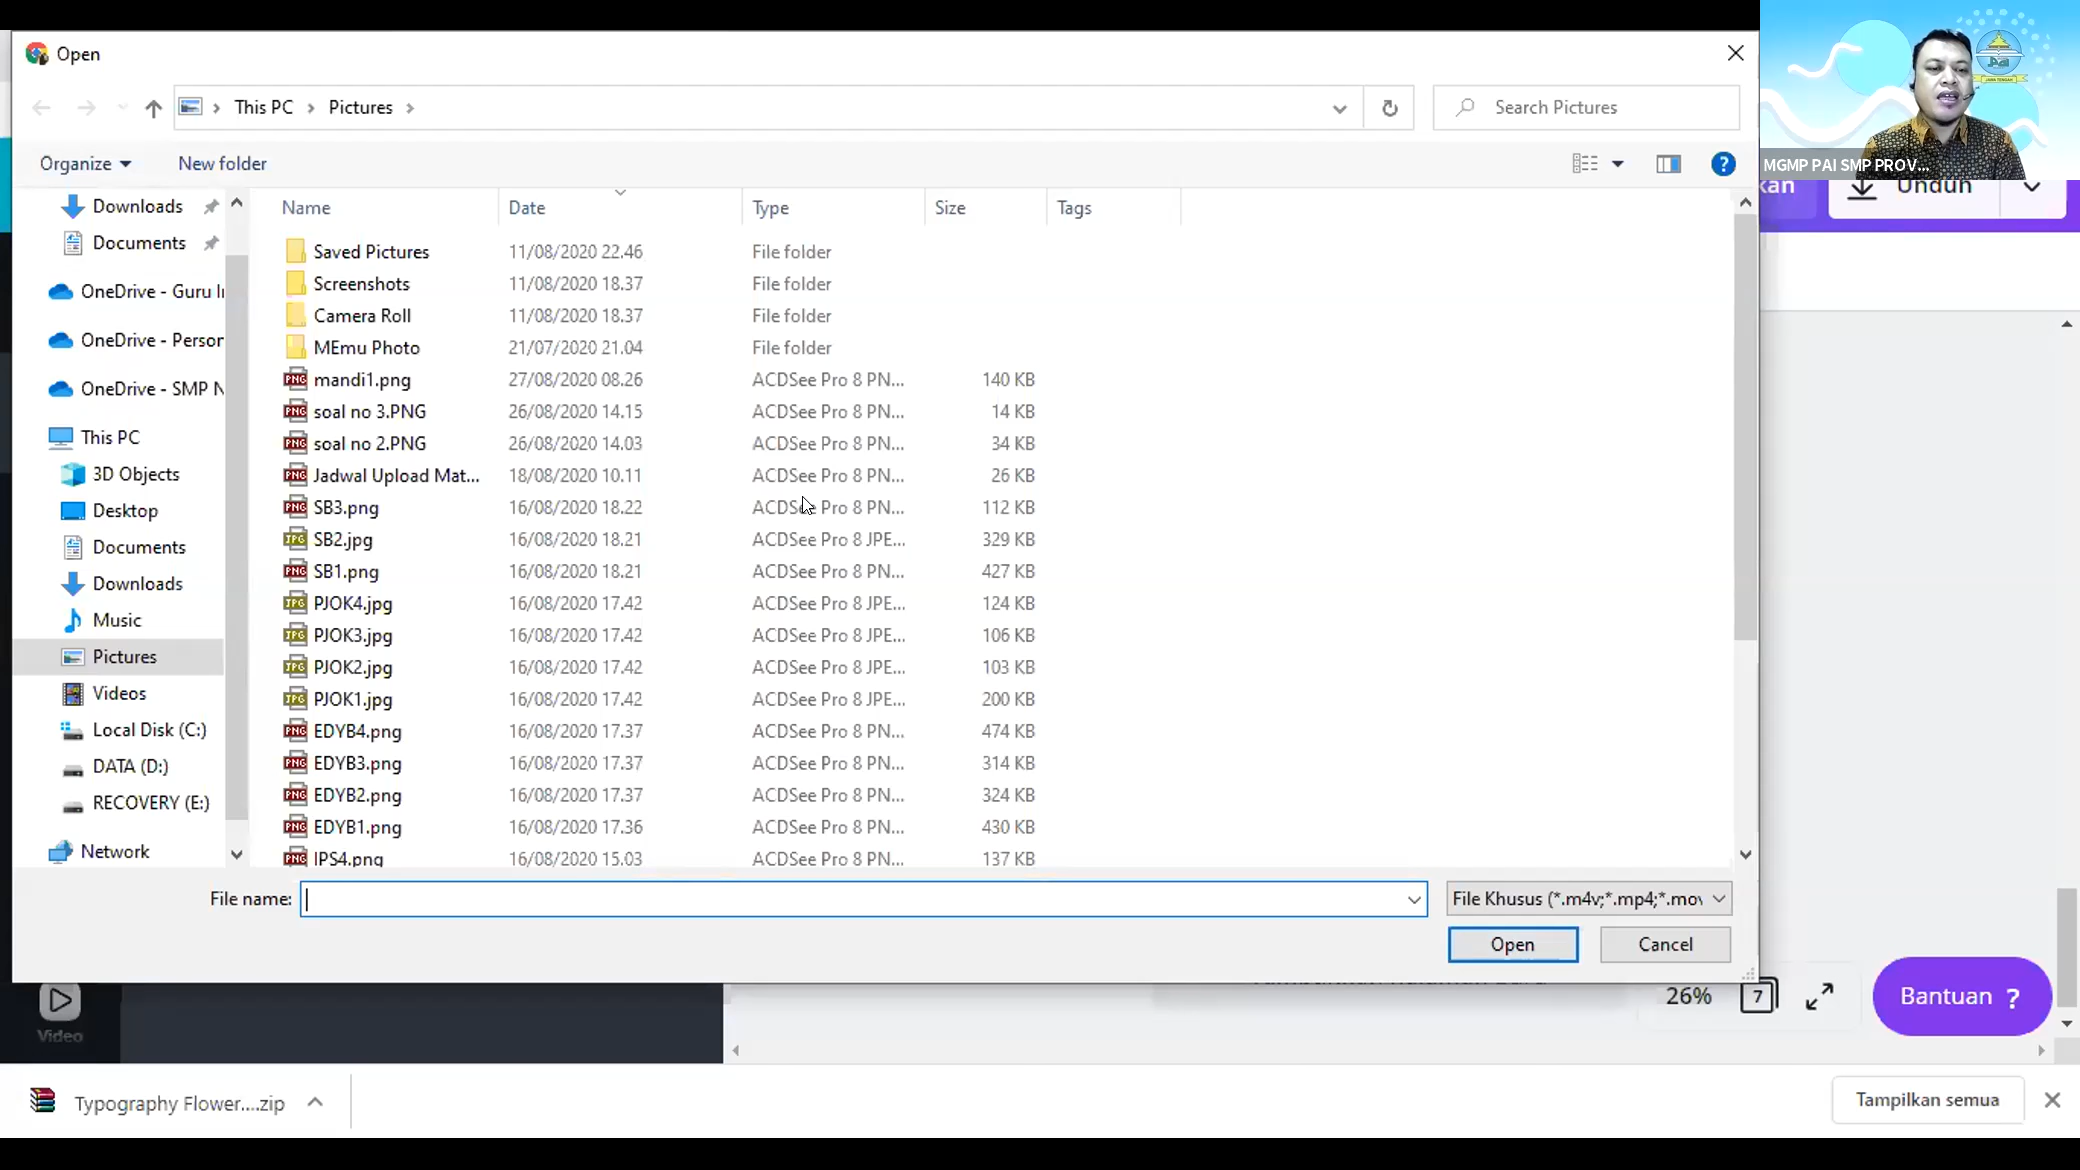 Open
This PC > Pictures >
Search Pictures
Organize
New folder
MGMP PAI SMP PROV...
kan
Unduh
Downloads
Documents
OneDrive - Guru I
OneDrive - Person
OneDrive - SMP N
This PC
3D Objects
Desktop
Documents
Downloads
Music
Pictures
Videos
Local Disk (C:)
DATA (D:)
RECOVERY (E:)
Network
Name Date Type Size Tags
Saved Pictures 11/08/2020 22.46 File folder
Screenshots 11/08/2020 18.37 File folder
Camera Roll 11/08/2020 18.37 File folder
MEmu Photo 21/07/2020 21.04 File folder
mandi1.png 27/08/2020 08.26 ACDSee Pro 8 PN... 140 KB
soal no 3.PNG 26/08/2020 14.15 ACDSee Pro 8 PN... 14 KB
soal no 2.PNG 26/08/2020 14.03 ACDSee Pro 8 PN... 34 KB
Jadwal Upload Mat... 18/08/2020 10.11 ACDSee Pro 8 PN... 26 KB
SB3.png 16/08/2020 18.22 ACDSee Pro 8 PN... 112 KB
SB2.jpg 16/08/2020 18.21 ACDSee Pro 8 JPE... 329 KB
SB1.png 16/08/2020 18.21 ACDSee Pro 8 PN... 427 KB
PJOK4.jpg 16/08/2020 17.42 ACDSee Pro 8 JPE... 124 KB
PJOK3.jpg 16/08/2020 17.42 ACDSee Pro 8 JPE... 106 KB
PJOK2.jpg 16/08/2020 17.42 ACDSee Pro 8 JPE... 103 KB
PJOK1.jpg 16/08/2020 17.42 ACDSee Pro 8 JPE... 200 KB
EDYB4.png 16/08/2020 17.37 ACDSee Pro 8 PN... 474 KB
EDYB3.png 16/08/2020 17.37 ACDSee Pro 8 PN... 314 KB
EDYB2.png 16/08/2020 17.37 ACDSee Pro 8 PN... 324 KB
EDYB1.png 16/08/2020 17.36 ACDSee Pro 8 PN... 430 KB
IPS4.png 16/08/2020 15.03 ACDSee Pro 8 PN... 137 KB
File name:
File Khusus (*.m4v;*.mp4;*.mov
Open
Cancel
Video
26%
7
Bantuan ?
Typography Flower....zip
Tampilkan semua